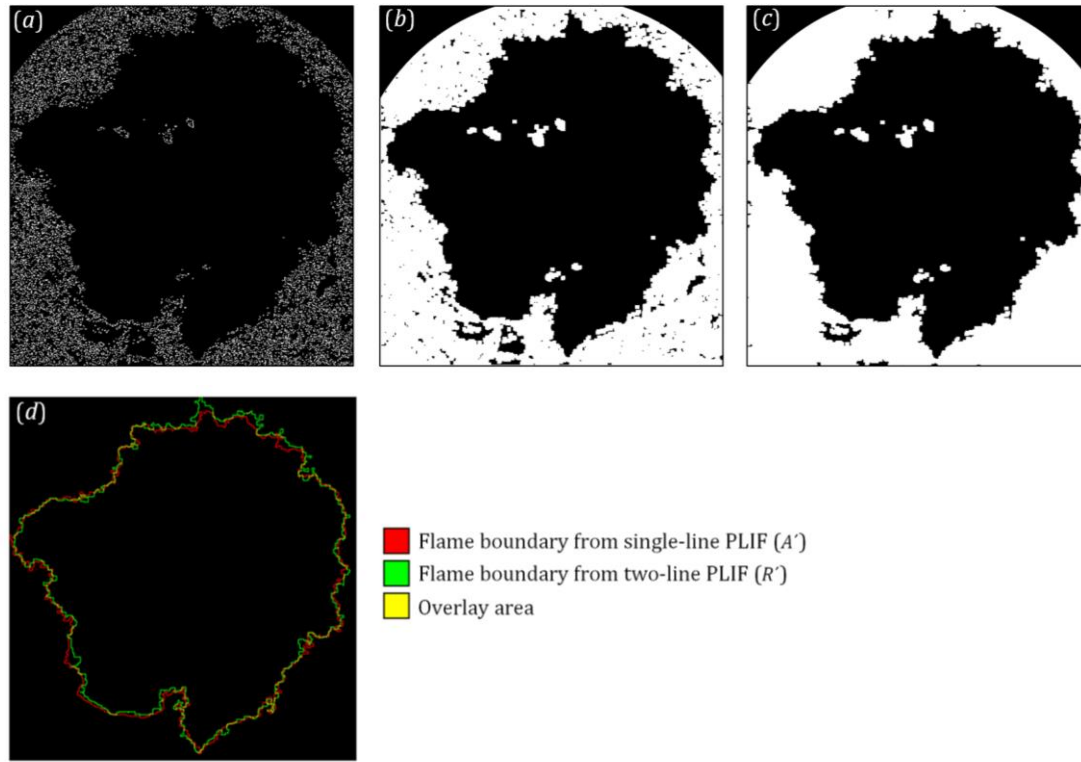 (a)
(b)
(c)
(d)
Flame boundary from single-line PLIF (A´)
Flame boundary from two-line PLIF (R´)
Overlay area